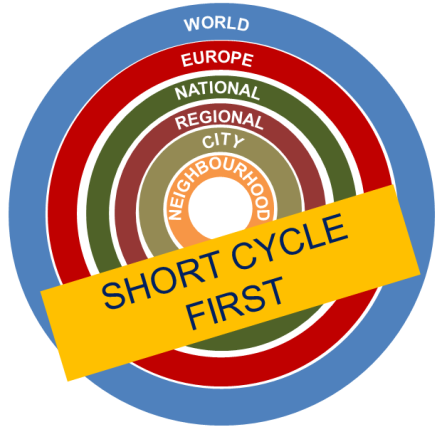 WORLD
EUROPE
NATIONAL
REGIONAL
CITY
NEIGHBOURHOOD
SHORT CYCLE
FIRST